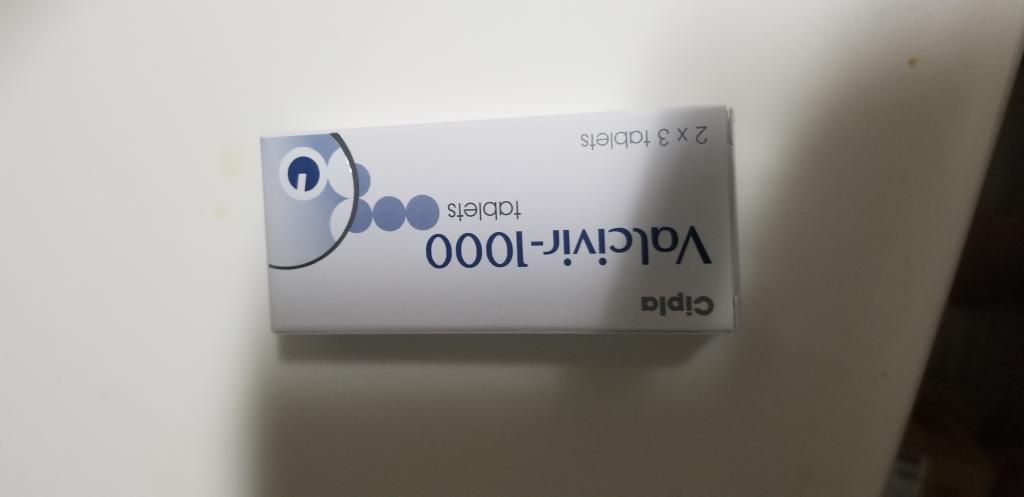 Cipla
Valcivir-1000
tablets
2 x 3 tablets